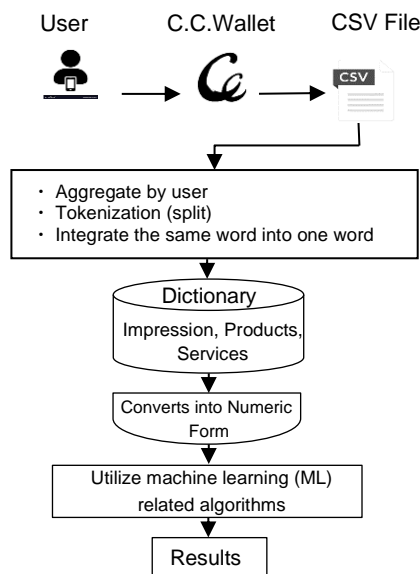 User C.C.Wallet CSV File
Cc
CSV
・ Aggregate by user
・ Tokenization (split)
・ Integrate the same word into one word
Dictionary
Impression, Products,
Services
Converts into Numeric
Form
Utilize machine learning (ML)
related algorithms
Results